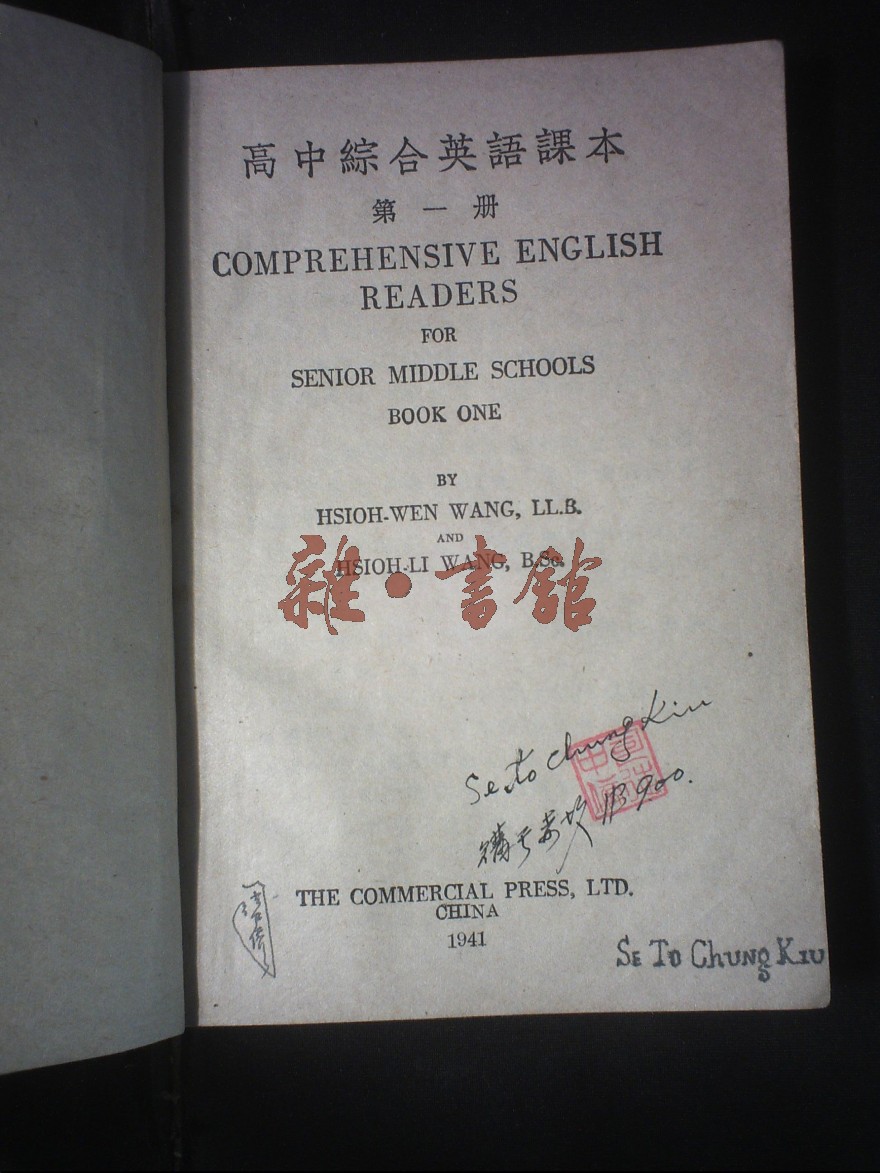 高中綜合英語課本
第一册
COMPREHENSIVE ENGLISH
READERS
FOR
SENIOR MIDDLE SCHOOLS
BOOK ONE
BY
HSIOH-WEN WANG, LL.B.
AND
HSIOH-LI WANG, B.Sc.
雜·書館
Se To Chung Kiu
THE COMMERCIAL PRESS, LTD.
CHINA
1941
SE TO CHUNG KIU